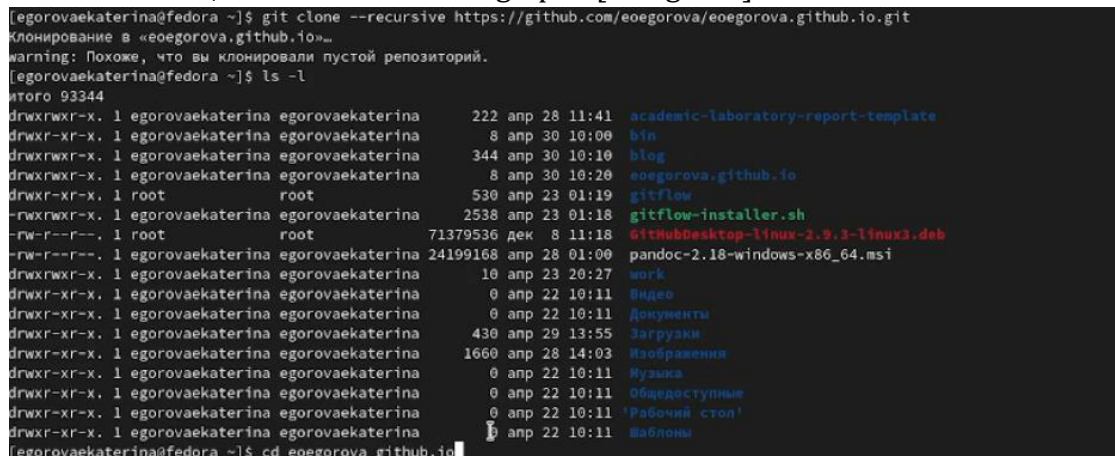 [egorovaekaterina@fedora ~]$ git clone --recursive https://github.com/eoegorova/eoegorova.github.io.git
Клонирование в «eoegorova.github.io»…
warning: Похоже, что вы клонировали пустой репозиторий.
[egorovaekaterina@fedora ~]$ ls -l
итого 93344
drwxrwxr-x. 1 egorovaekaterina egorovaekaterina 222 апр 28 11:41 academic-laboratory-report-template
drwxrwxr-x. 1 egorovaekaterina egorovaekaterina 8 апр 30 10:00 bin
drwxrwxr-x. 1 egorovaekaterina egorovaekaterina 344 апр 30 10:10 blog
drwxrwxr-x. 1 egorovaekaterina egorovaekaterina 8 апр 30 10:20 eoegorova.github.io
drwxr-xr-x. 1 root root 530 апр 23 01:19 gitflow
-rwxrwxr-x. 1 egorovaekaterina egorovaekaterina 2538 апр 23 01:18 gitflow-installer.sh
-rw-r--r--. 1 root root 71379536 дек 8 11:18 GitHubDesktop-linux-2.9.3-linux3.deb
-rw-r--r--. 1 egorovaekaterina egorovaekaterina 24199168 апр 28 01:00 pandoc-2.18-windows-x86_64.msi
drwxrwxr-x. 1 egorovaekaterina egorovaekaterina 10 апр 23 20:27 work
drwxr-xr-x. 1 egorovaekaterina egorovaekaterina 0 апр 22 10:11 Видео
drwxr-xr-x. 1 egorovaekaterina egorovaekaterina 0 апр 22 10:11 Документы
drwxr-xr-x. 1 egorovaekaterina egorovaekaterina 430 апр 29 13:55 Загрузки
drwxr-xr-x. 1 egorovaekaterina egorovaekaterina 1660 апр 28 14:03 Изображения
drwxr-xr-x. 1 egorovaekaterina egorovaekaterina 0 апр 22 10:11 Музыка
drwxr-xr-x. 1 egorovaekaterina egorovaekaterina 0 апр 22 10:11 Общедоступные
drwxr-xr-x. 1 egorovaekaterina egorovaekaterina 0 апр 22 10:11 'Рабочий стол'
drwxr-xr-x. 1 egorovaekaterina egorovaekaterina 0 апр 22 10:11 Шаблоны
[egorovaekaterina@fedora ~]$ cd eoegorova.github.io